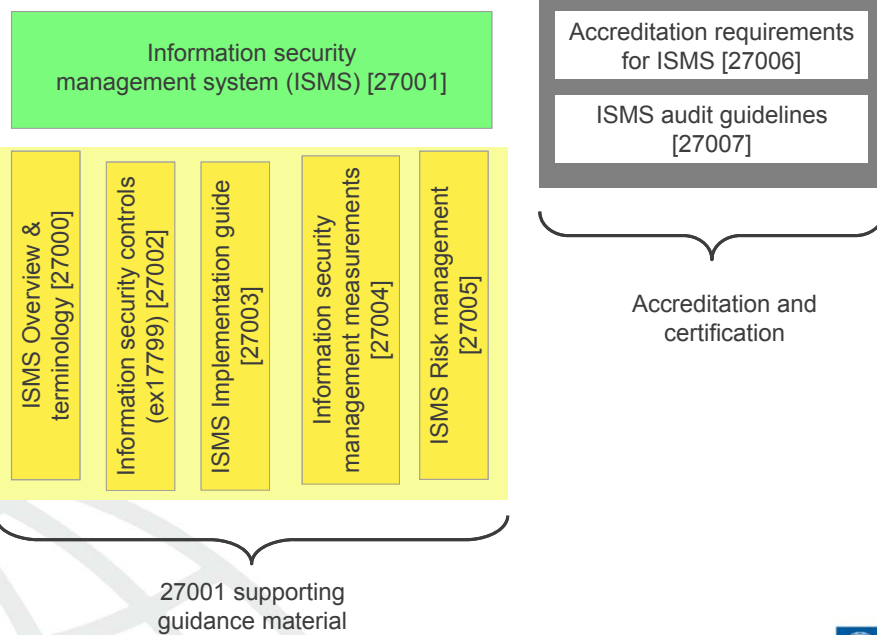 Information security
management system (ISMS) [27001]
Accreditation requirements
for ISMS [27006]
ISMS audit guidelines
[27007]
ISMS Overview &
terminology [27000]
Information security controls
(ex17799) [27002]
ISMS Implementation guide
[27003]
Information security
management measurements
[27004]
ISMS Risk management
[27005]
Accreditation and
certification
27001 supporting
guidance material